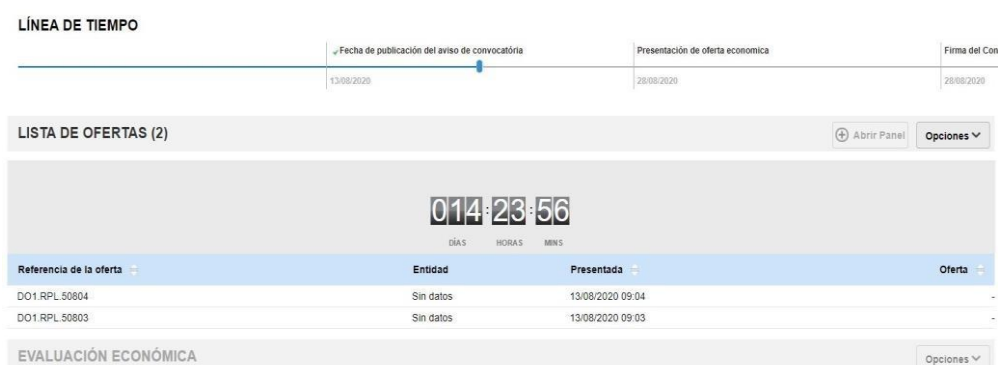 LÍNEA DE TIEMPO
Fecha de publicación del aviso de convocatória Presentación de oferta economica Firma del Con
13/08/2020 28/08/2020 28/08/2020
LISTA DE OFERTAS (2) Abrir Panel Opciones
014:23:56
DÍAS HORAS MINS
Referencia de la oferta Entidad Presentada Oferta
DO1.RPL.50804 Sin datos 13/08/2020 09:04 -
DO1.RPL.50803 Sin datos 13/08/2020 09:03 -
EVALUACIÓN ECONÓMICA Opciones